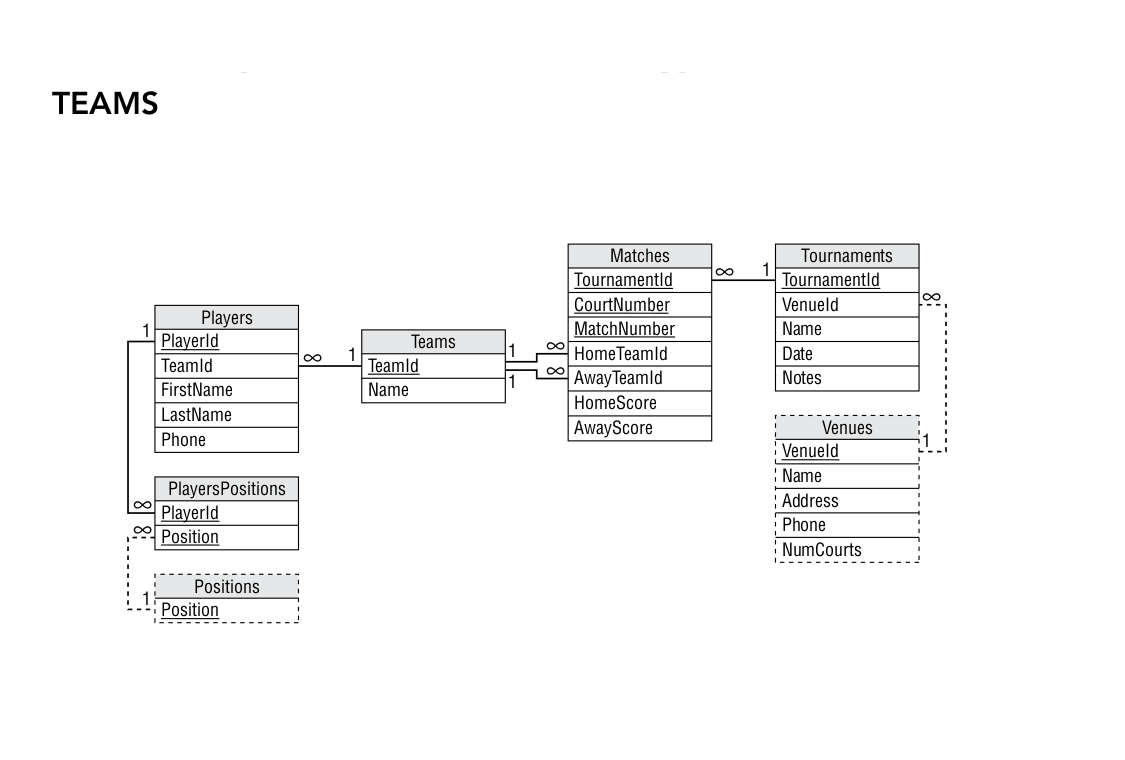 TEAMS
Players
PlayerId
TeamId
FirstName
LastName
Phone
PlayersPositions
PlayerId
Position
Positions
Position
1
∞
∞
1
∞
1
Teams
TeamId
Name
1
1
∞
∞
Matches
TournamentId
CourtNumber
MatchNumber
HomeTeamId
AwayTeamId
HomeScore
AwayScore
∞
1
Tournaments
TournamentId
VenueId
Name
Date
Notes
∞
1
Venues
VenueId
Name
Address
Phone
NumCourts